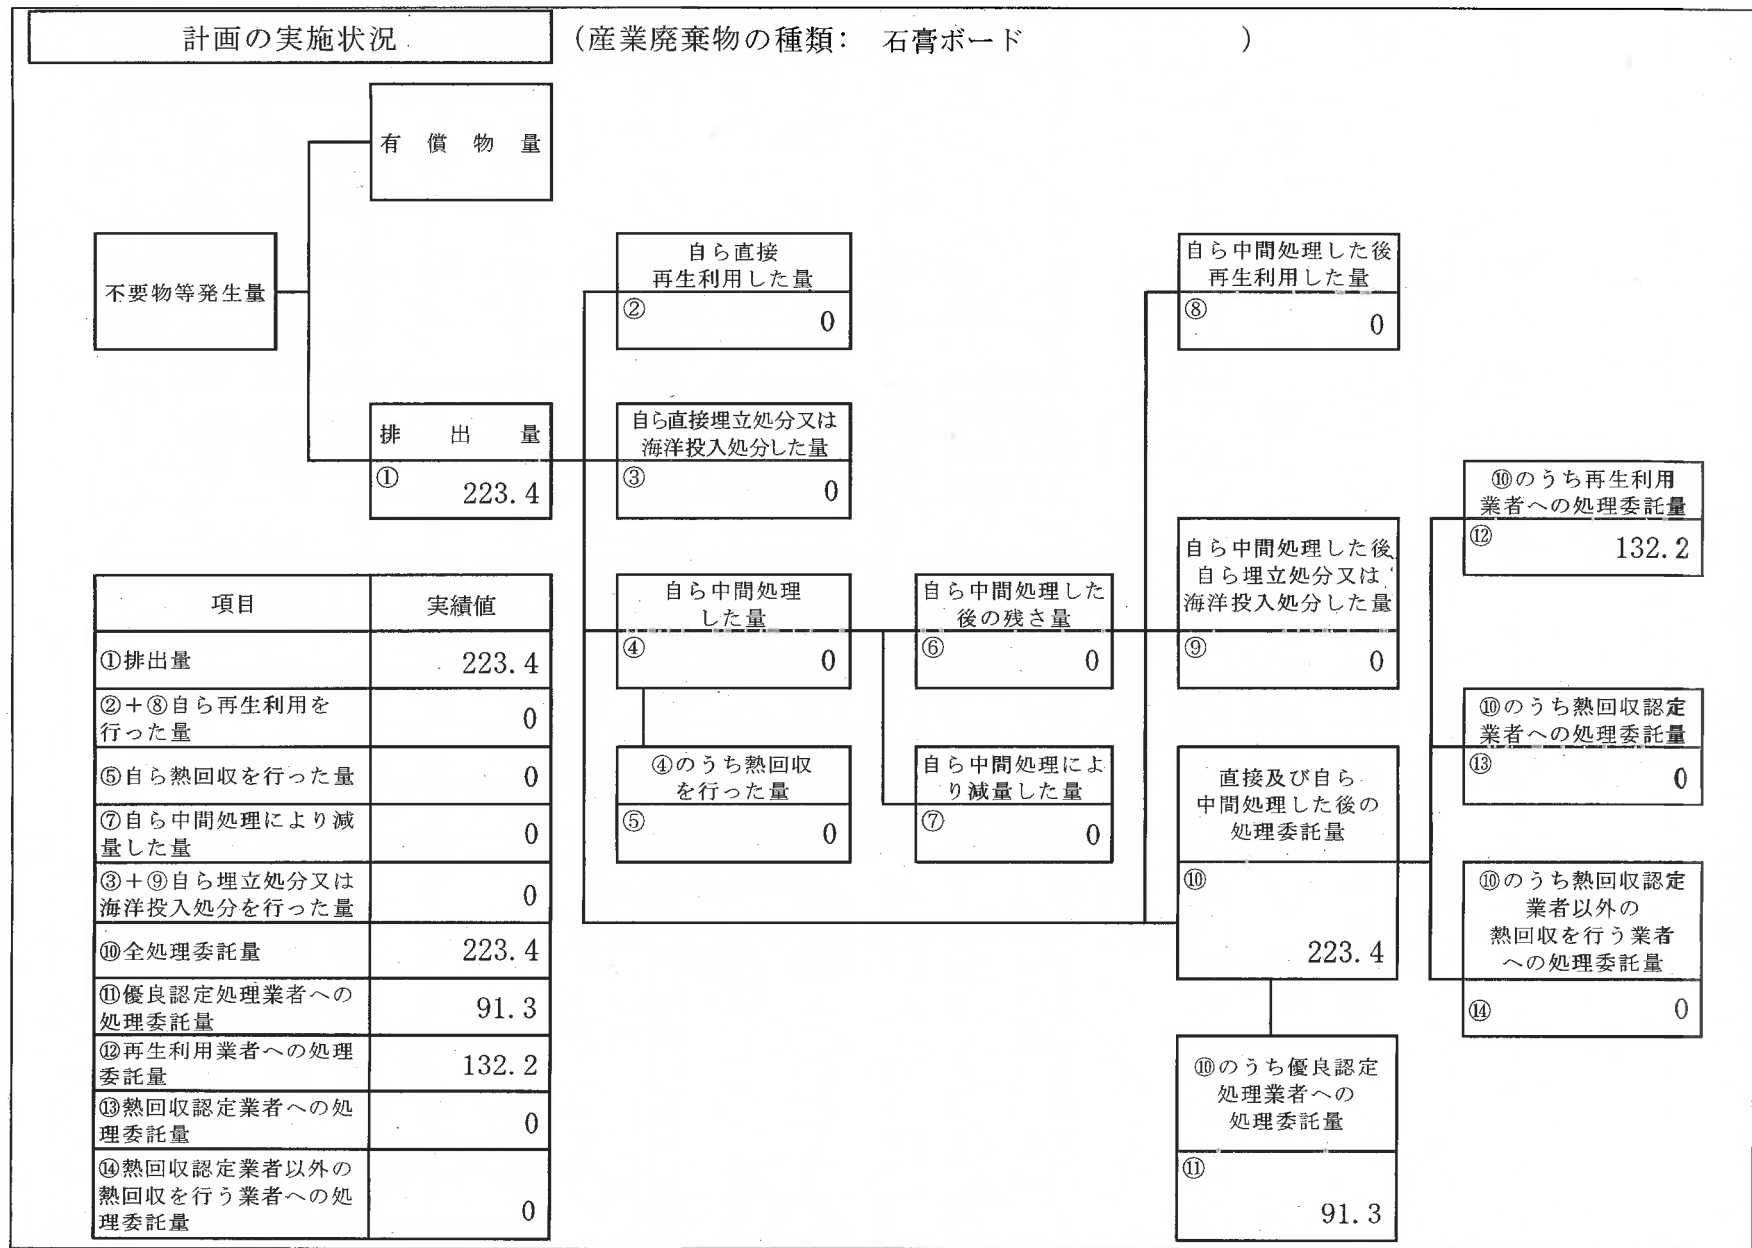 計画の実施状況
(産業廃棄物の種類: 石膏ボード )
有償物量
不要物等発生量
排出量
① 223.4
自ら直接
再生利用した量
② 0
自ら直接埋立処分又は
海洋投入処分した量
③ 0
自ら中間処理
した量
④ 0
④のうち熱回収
を行った量
⑤ 0
自ら中間処理した
後の残さ量
⑥ 0
自ら中間処理によ
り減量した量
⑦ 0
自ら中間処理した後
再生利用した量
⑧ 0
自ら中間処理した後
自ら埋立処分又は
海洋投入処分した量
⑨ 0
直接及び自ら
中間処理した後の
処理委託量
⑩
223.4
⑩のうち優良認定
処理業者への
処理委託量
⑪
91.3
⑩のうち再生利用
業者への処理委託量
⑫ 132.2
⑩のうち熱回収認定
業者への処理委託量
⑬ 0
⑩のうち熱回収認定
業者以外の
熱回収を行う業者
への処理委託量
⑭ 0
項目 実績値
①排出量 223.4
②+⑧自ら再生利用を
行った量 0
⑤自ら熱回収を行った量 0
⑦自ら中間処理により減
量した量 0
③+⑨自ら埋立処分又は
海洋投入処分を行った量 0
⑩全処理委託量 223.4
⑪優良認定処理業者への
処理委託量 91.3
⑫再生利用業者への処理
委託量 132.2
⑬熱回収認定業者への処
理委託量 0
⑭熱回収認定業者以外の
熱回収を行う業者への処
理委託量 0